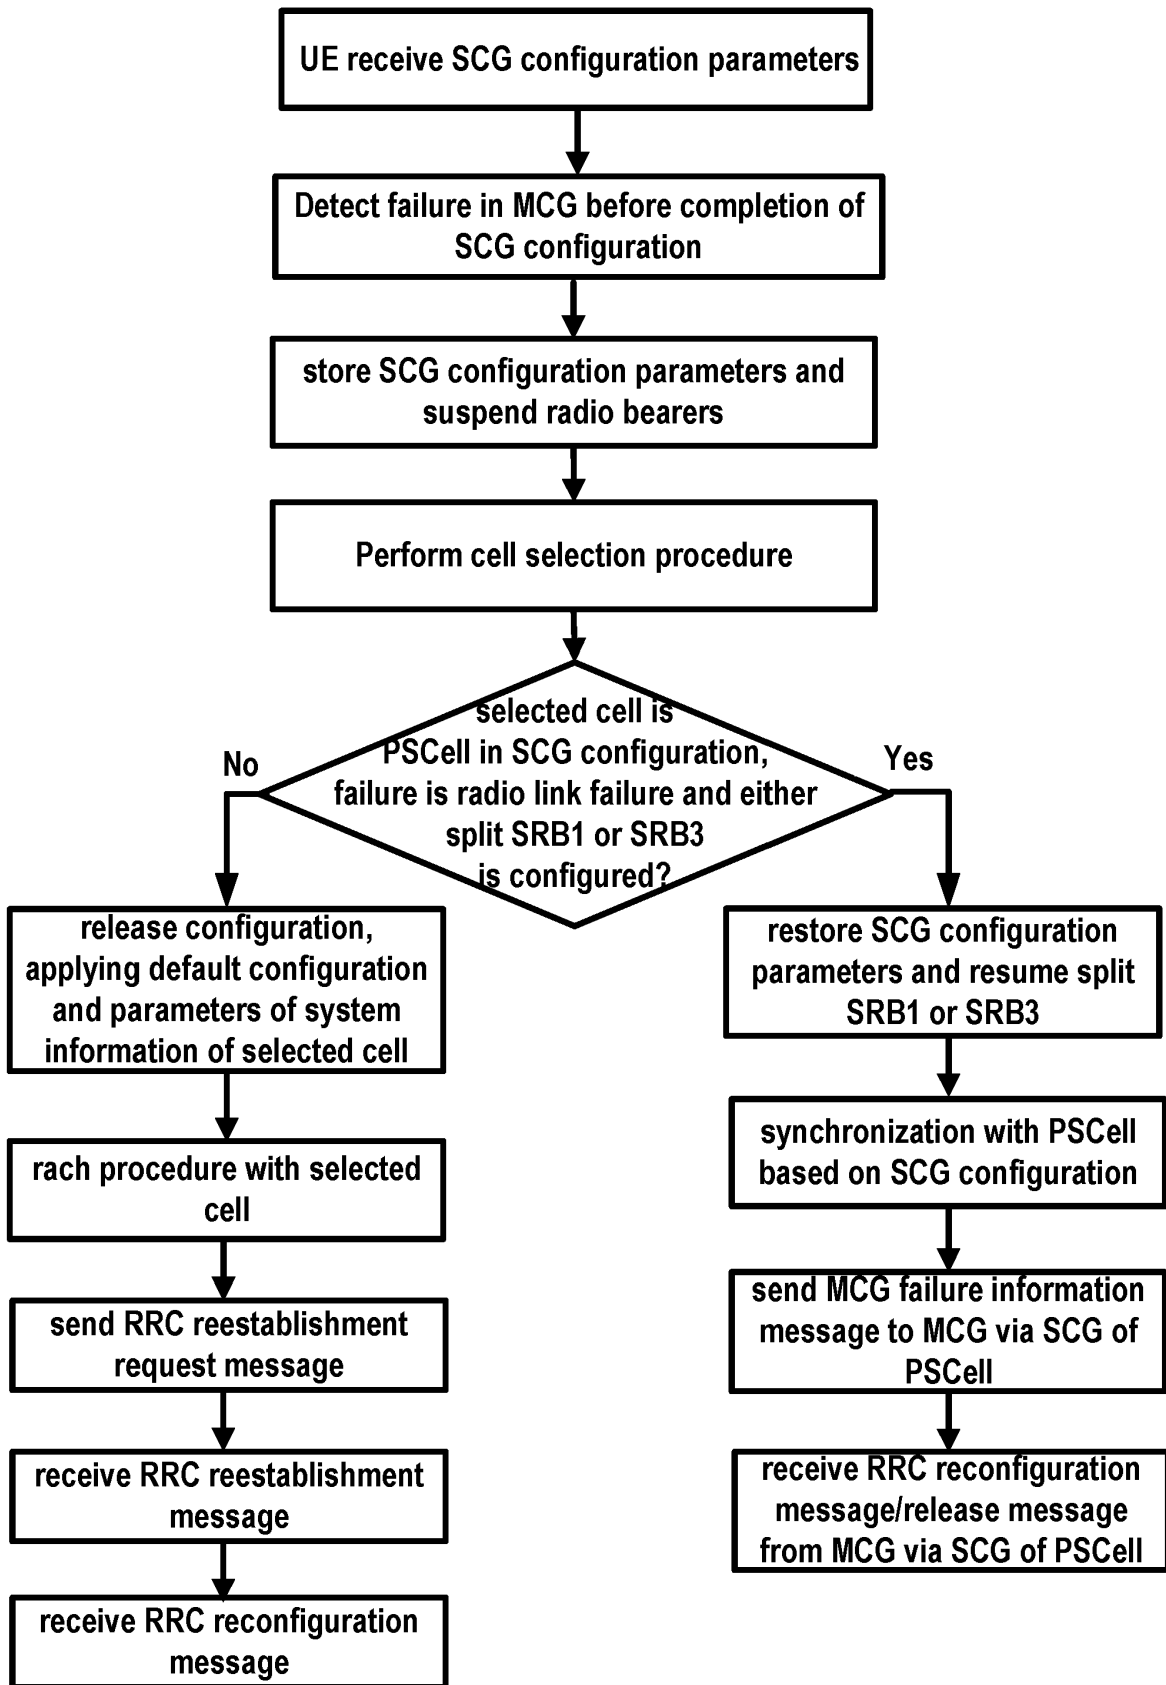 UE receive SCG configuration parameters
Detect failure in MCG before completion of
SCG configuration
store SCG configuration parameters and
suspend radio bearers
Perform cell selection procedure
selected cell is
PSCell in SCG configuration,
failure is radio link failure and either
split SRB1 or SRB3
is configured?
No
Yes
release configuration,
applying default configuration
and parameters of system
information of selected cell
rach procedure with selected
cell
send RRC reestablishment
request message
receive RRC reestablishment
message
receive RRC reconfiguration
message
restore SCG configuration
parameters and resume split
SRB1 or SRB3
synchronization with PSCell
based on SCG configuration
send MCG failure information
message to MCG via SCG of
PSCell
receive RRC reconfiguration
message/release message
from MCG via SCG of PSCell